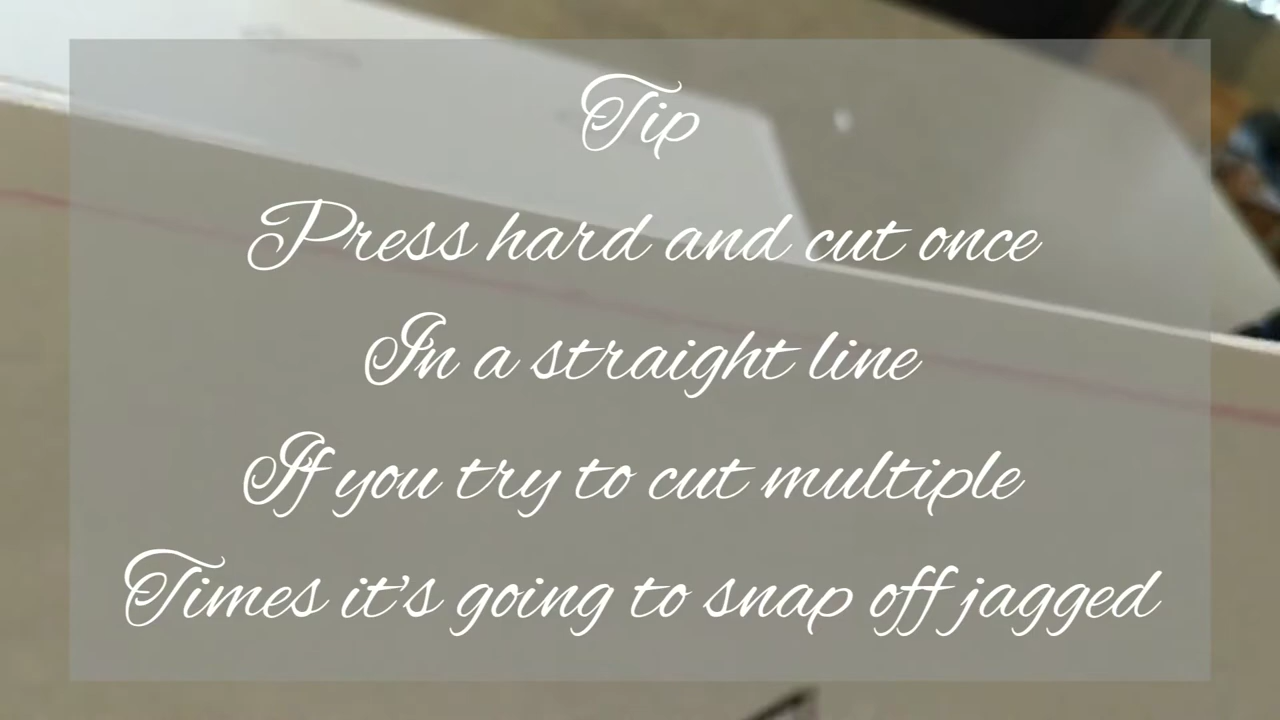 Tip
Press hard and cut once
In a straight line
If you try to cut multiple
Times it's going to snap off jagged